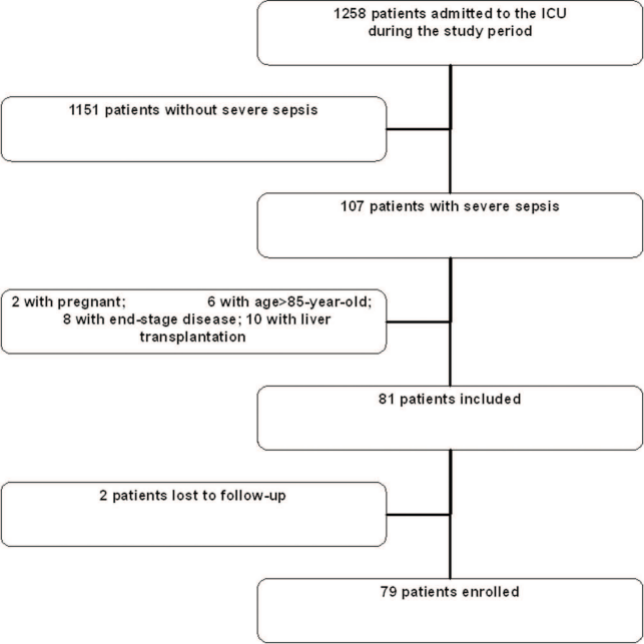 1258 patients admitted to the ICU
during the study period
1151 patients without severe sepsis
107 patients with severe sepsis
2 with pregnant; 6 with age>85-year-old;
8 with end-stage disease; 10 with liver
transplantation
81 patients included
2 patients lost to follow-up
79 patients enrolled